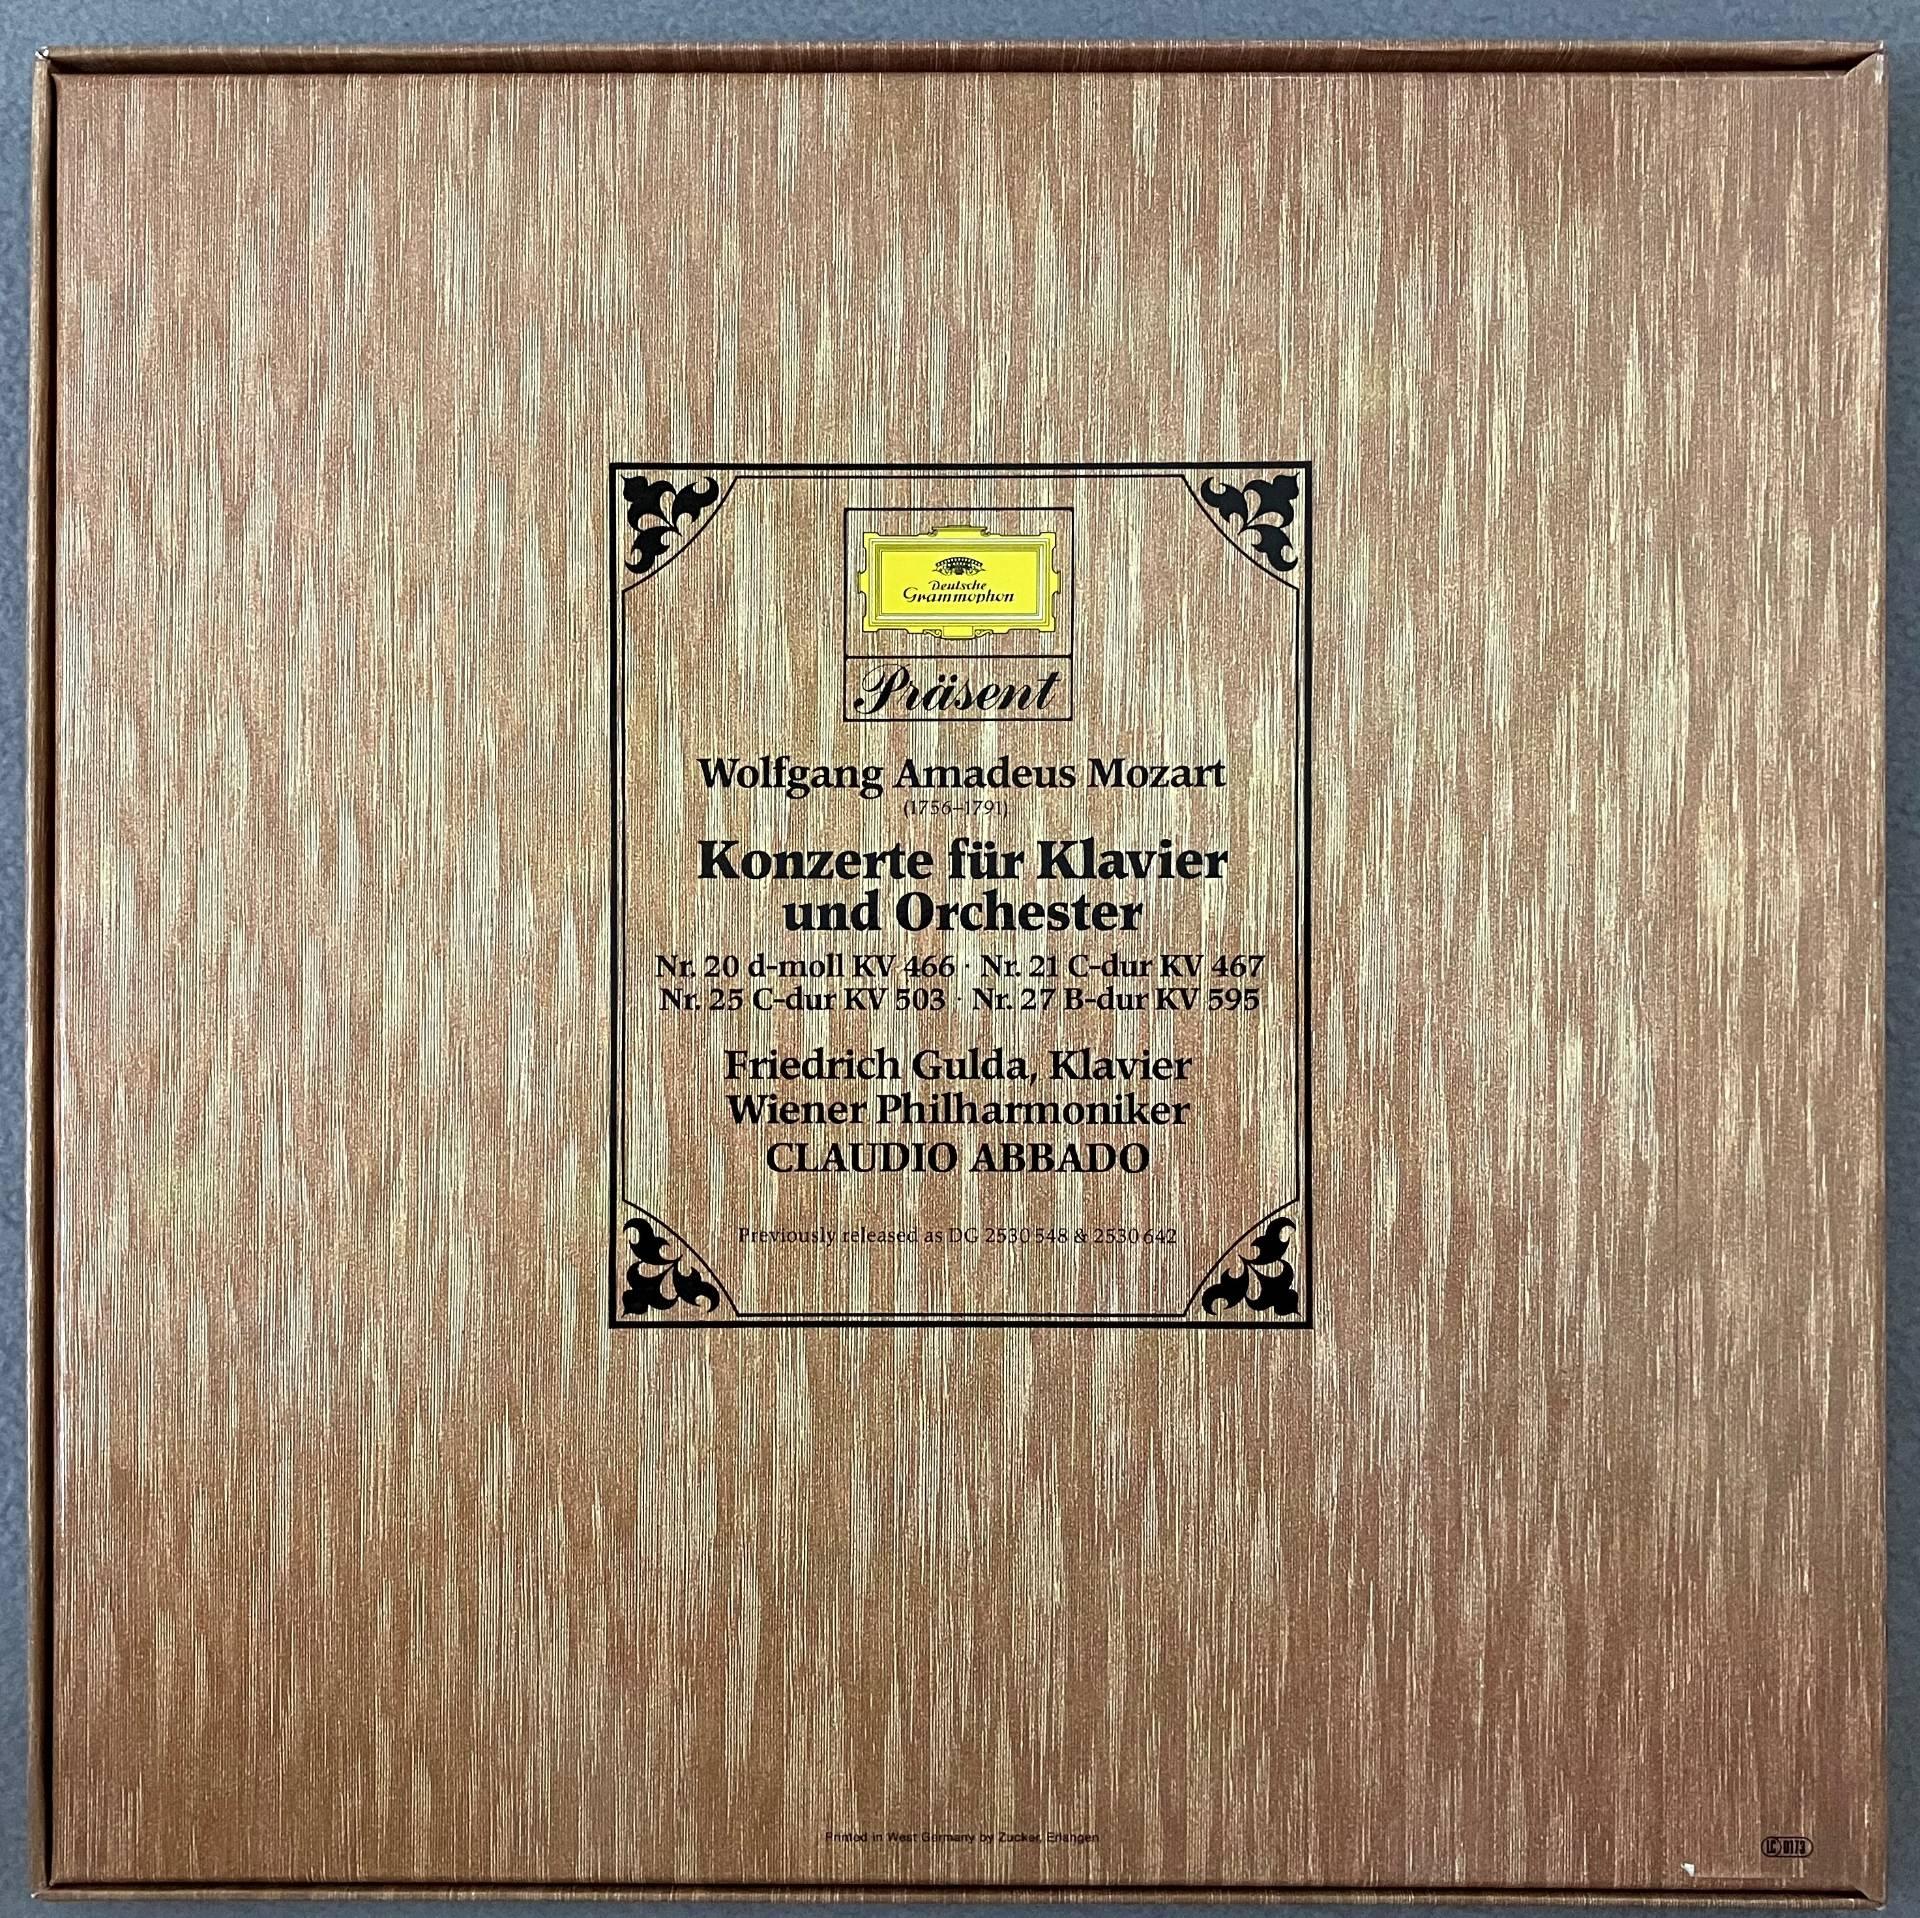 Deutsche
Grammophon
Präsent
Wolfgang Amadeus Mozart
(1756–1791)
Konzerte für Klavier
und Orchester
Nr. 20 d-moll KV 466 · Nr. 21 C-dur KV 467
Nr. 25 C-dur KV 503 · Nr. 27 B-dur KV 595
Friedrich Gulda, Klavier
Wiener Philharmoniker
CLAUDIO ABBADO
Previously released as DG 2530 548 & 2530 642
Printed in West Germany by Zucker, Erlangen
LC 0173